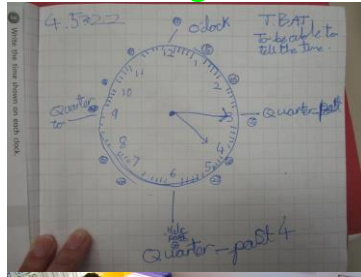 4.5.22
T.B.A.T
To be able to
tell the time.
o'clock
12
1
2
3
4
5
6
7
8
9
10
11
Quarter
to
Quarter-past
Half
past
Quarter-past 4
Write the time shown on each clock.